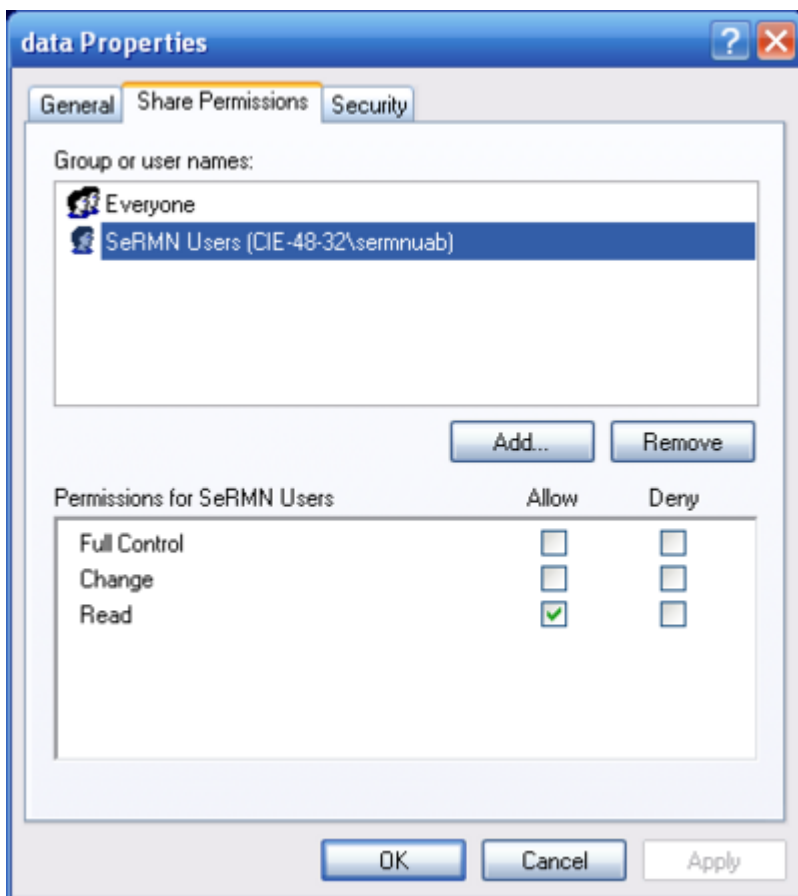 data Properties
General Share Permissions Security
Group or user names:
Everyone
SeRMN Users (CIE-48-32\sermnuab)
Add... Remove
Permissions for SeRMN Users Allow Deny
Full Control
Change
Read
OK Cancel Apply